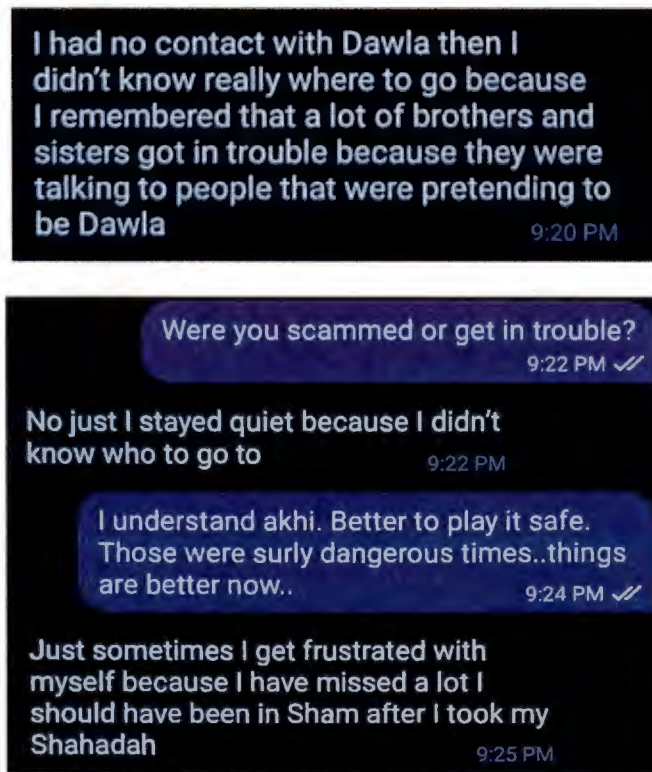 I had no contact with Dawla then I
didn't know really where to go because
I remembered that a lot of brothers and
sisters got in trouble because they were
talking to people that were pretending to
be Dawla
9:20 PM
Were you scammed or get in trouble?
9:22 PM
No just I stayed quiet because I didn't
know who to go to
9:22 PM
I understand akhi. Better to play it safe.
Those were surly dangerous times..things
are better now..
9:24 PM
Just sometimes I get frustrated with
myself because I have missed a lot I
should have been in Sham after I took my
Shahadah
9:25 PM